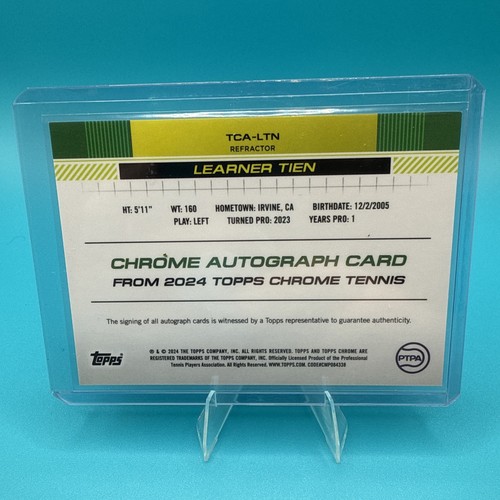 TCA-LTN
REFRACTOR
LEARNER TIEN
HT: 5'11" WT: 160 HOMETOWN: IRVINE, CA BIRTHDATE: 12/2/2005
PLAY: LEFT TURNED PRO: 2023 YEARS PRO: 1
CHROME AUTOGRAPH CARD
FROM 2024 TOPPS CHROME TENNIS
The signing of all autograph cards is witnessed by a Topps representative to guarantee authenticity.
Topps
® & © 2024 THE TOPPS COMPANY, INC. ALL RIGHTS RESERVED. TOPPS AND TOPPS CHROME ARE
REGISTERED TRADEMARKS OF THE TOPPS COMPANY, INC. Officially Licensed Product of the Professional
Tennis Players Association. All Rights Reserved. WWW.TOPPS.COM. CODE#CMP084338
PTPA